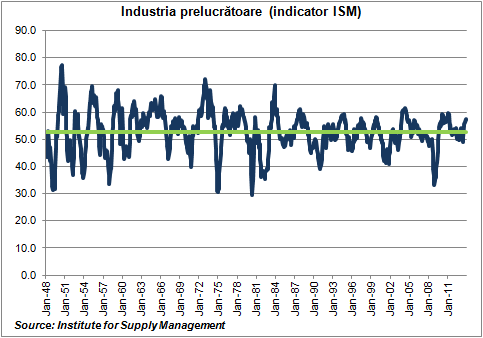 Industria prelucrătoare (indicator ISM)
90.0
80.0
70.0
60.0
50.0
40.0
30.0
20.0
10.0
0.0
Jan-48
Jan-51
Jan-54
Jan-57
Jan-60
Jan-63
Jan-66
Jan-69
Jan-72
Jan-75
Jan-78
Jan-81
Jan-84
Jan-87
Jan-90
Jan-93
Jan-96
Jan-99
Jan-02
Jan-05
Jan-08
Jan-11
Source: Institute for Supply Management